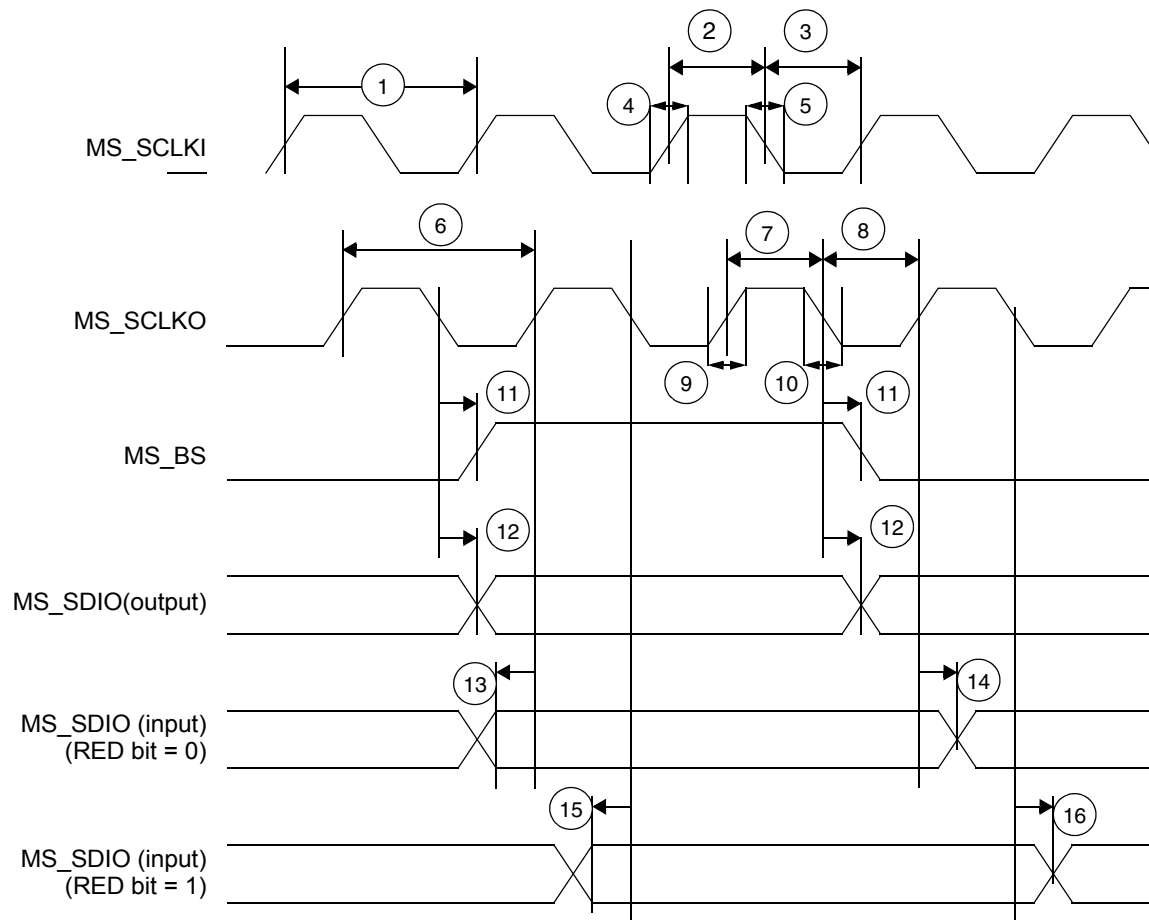 2
3
1
4
5
MS_SCLKI
6
7
8
MS_SCLKO
9
10
11
11
MS_BS
12
12
MS_SDIO(output)
13
14
MS_SDIO (input)
(RED bit = 0)
15
16
MS_SDIO (input)
(RED bit = 1)